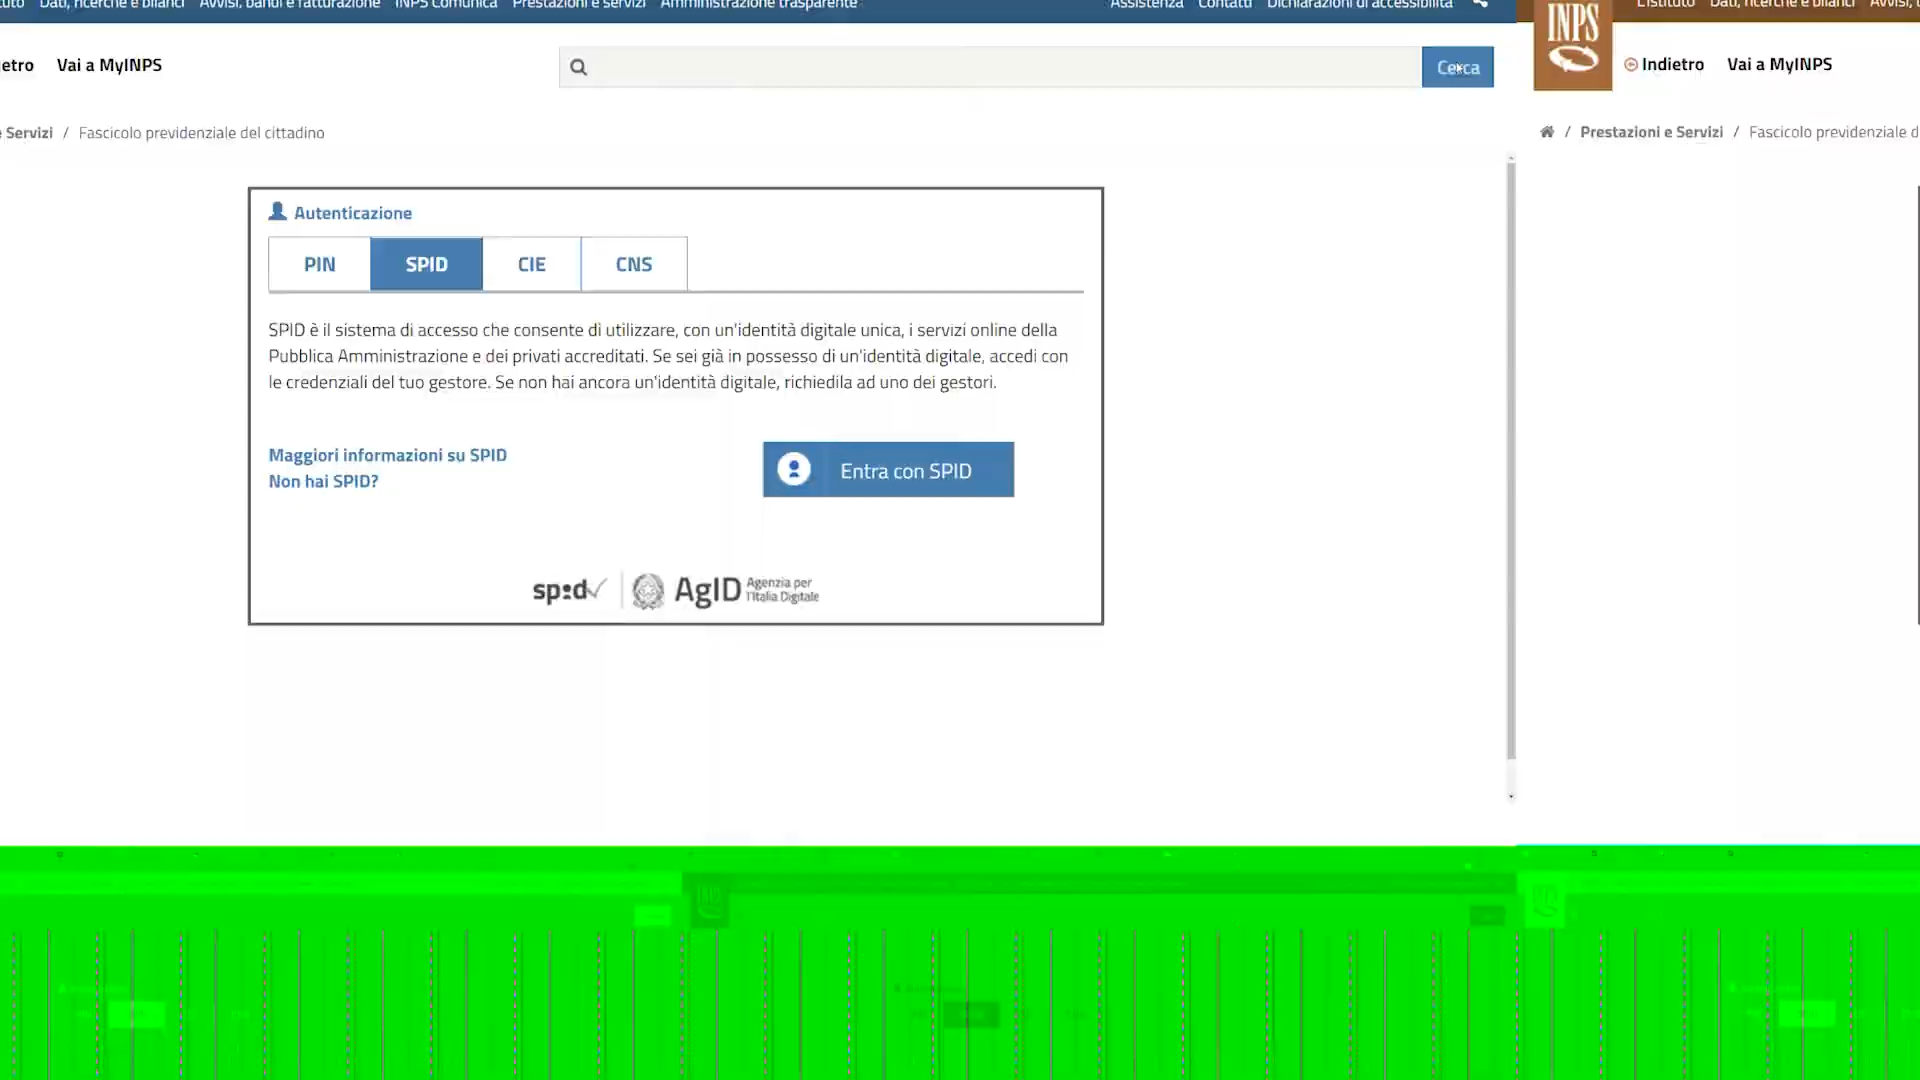 Dati, ricerche e bilanci Avvisi, bandi e fatturazione INPS Comunica Prestazioni e servizi Amministrazione trasparente Assistenza Contatti Dichiarazioni di accessibilità
L'Istituto Dati, ricerche e bilanci Avvisi,
INPS
etro Vai a MyINPS
Cerca
Indietro Vai a MyINPS
e Servizi / Fascicolo previdenziale del cittadino
/ Prestazioni e Servizi / Fascicolo previdenziale d
Autenticazione
PIN SPID CIE CNS
SPID è il sistema di accesso che consente di utilizzare, con un'identità digitale unica, i servizi online della
Pubblica Amministrazione e dei privati accreditati. Se sei già in possesso di un'identità digitale, accedi con
le credenziali del tuo gestore. Se non hai ancora un'identità digitale, richiedila ad uno dei gestori.
Maggiori informazioni su SPID
Non hai SPID?
Entra con SPID
spid AgID Agenzia per
l'Italia Digitale
INPS